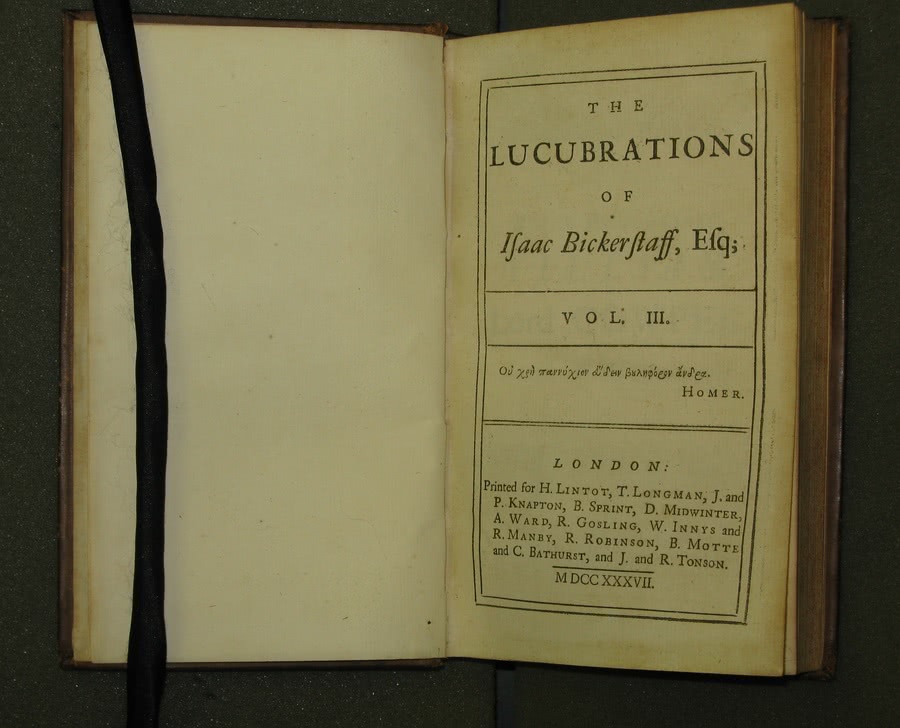 THE
LUCUBRATIONS
OF
Iſaac Bickerſtaff, Eſq;
VOL. III.
Οὐ χρὴ παννύχιον εὕδειν βȣληφόρον ἄνδρα.
HOMER.
LONDON:
Printed for H. LINTOT, T. LONGMAN, J. and
P. KNAPTON, B. SPRINT, D. MIDWINTER,
A. WARD, R. GOSLING, W. INNYS and
R. MANBY, R. ROBINSON, B. MOTTE
and C. BATHURST, and J. and R. TONSON.
MDCCXXXVII.